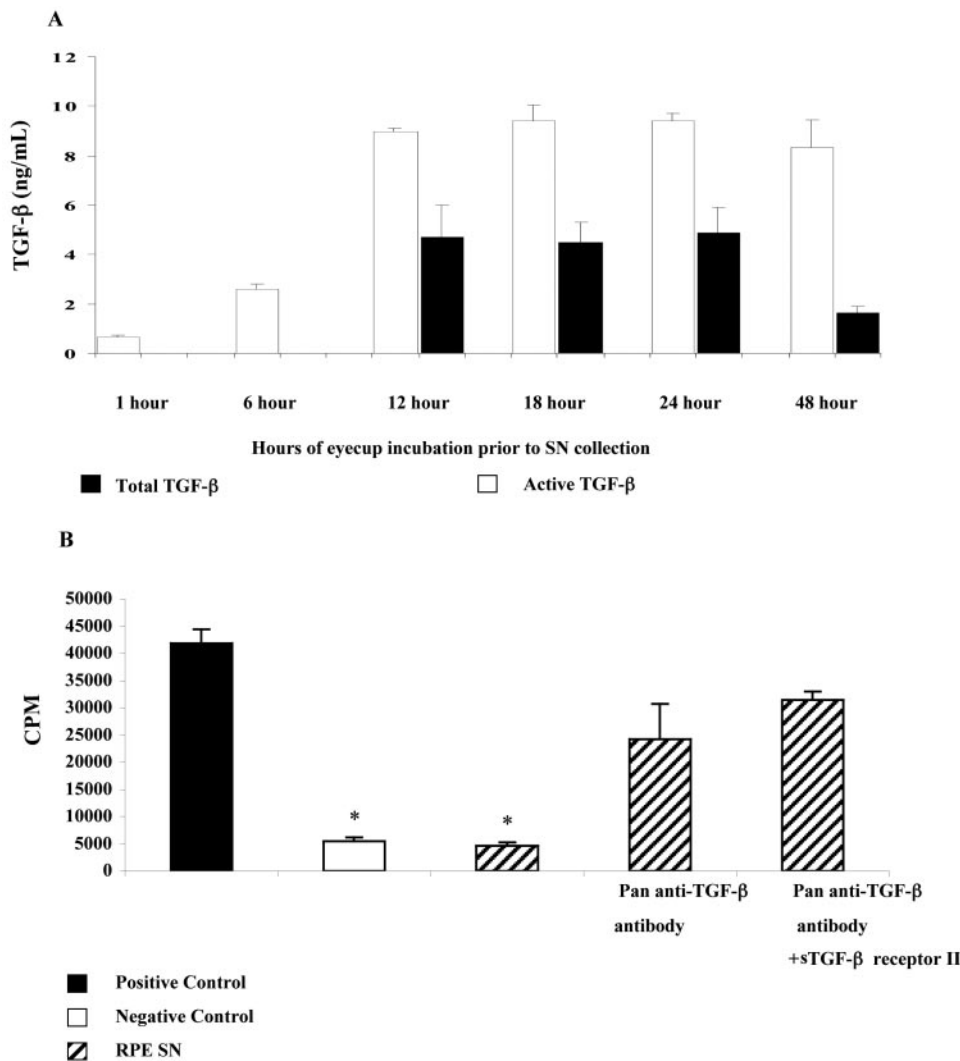 A
TGF-β (ng/mL)
12
10
8
6
4
2
0
1 hour 6 hour 12 hour 18 hour 24 hour 48 hour
Hours of eyecup incubation prior to SN collection
Total TGF-β Active TGF-β
B
CPM
50000
45000
40000
35000
30000
25000
20000
15000
10000
5000
0
* *
Pan anti-TGF-β Pan anti-TGF-β
antibody antibody
+sTGF-β receptor II
Positive Control
Negative Control
RPE SN